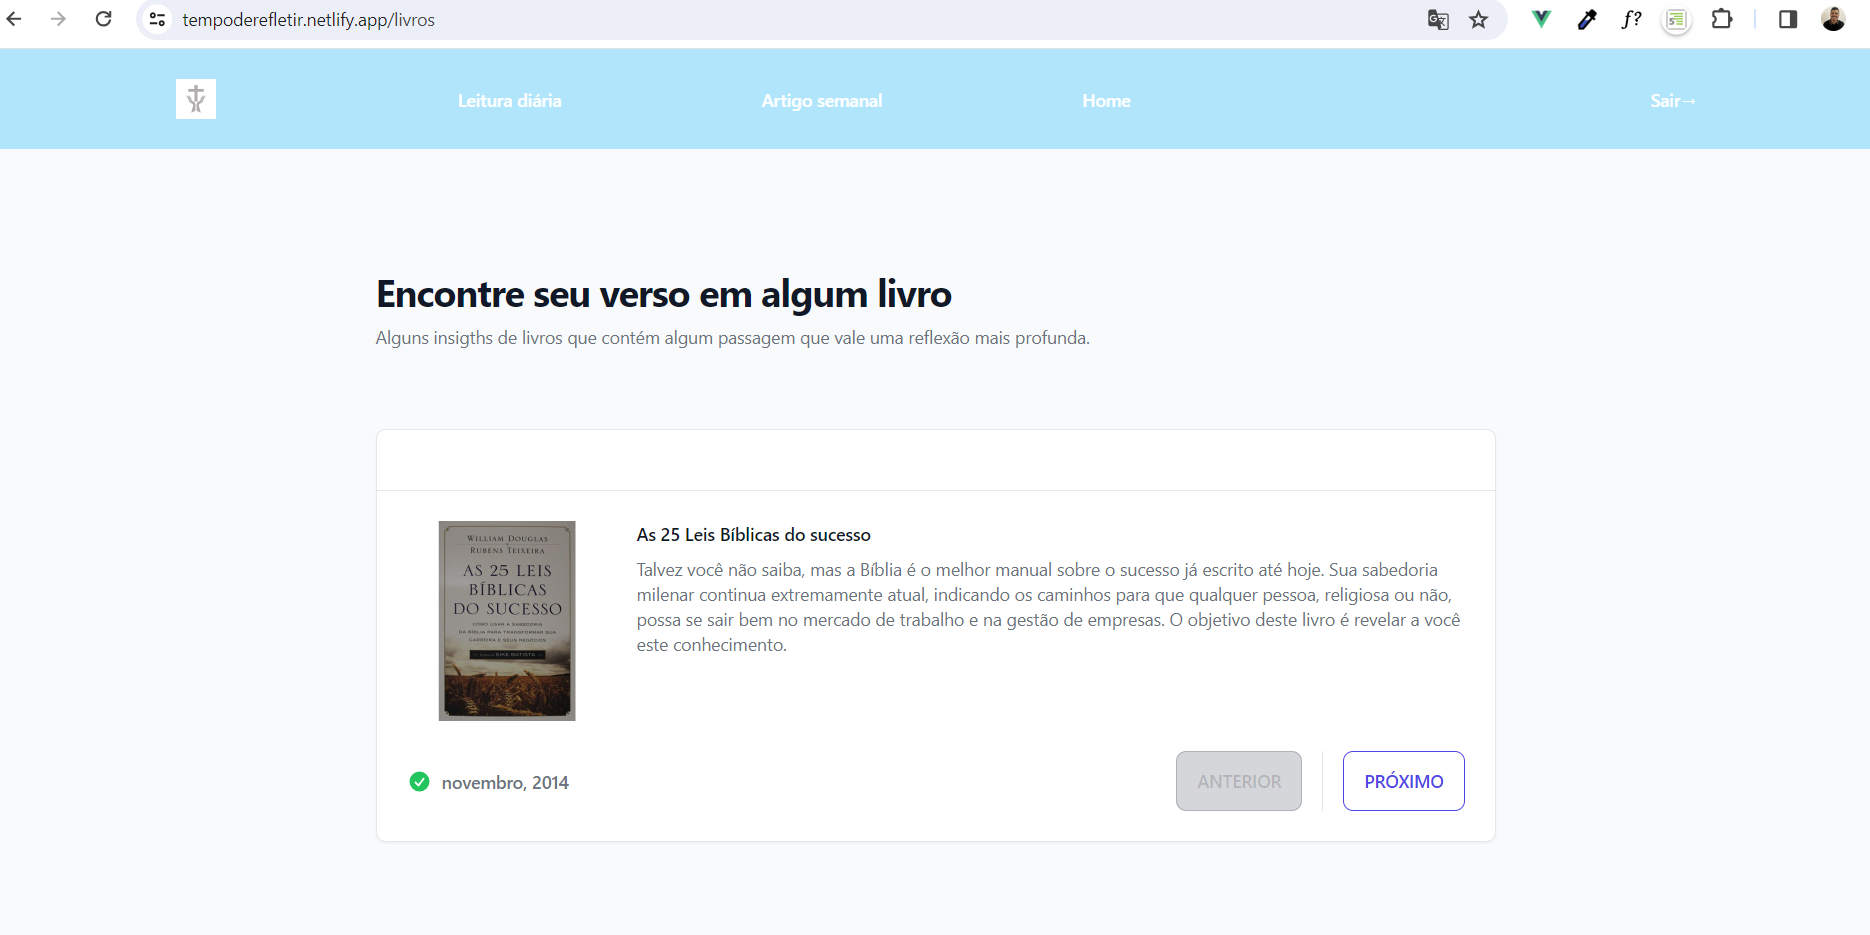 tempoderefletir.netlify.app/livros
f?
Leitura diária
Artigo semanal
Home
Sair→
Encontre seu verso em algum livro
Alguns insigths de livros que contém algum passagem que vale uma reflexão mais profunda.
WILLIAM DOUGLAS
RUBENS TEIXEIRA
AS 25 LEIS
BÍBLICAS
DO SUCESSO
COMO USAR A SABEDORIA
DA BÍBLIA PARA TRANSFORMAR SUA
CARREIRA E SEUS NEGÓCIOS
EIKE BATISTA
As 25 Leis Bíblicas do sucesso
Talvez você não saiba, mas a Bíblia é o melhor manual sobre o sucesso já escrito até hoje. Sua sabedoria
milenar continua extremamente atual, indicando os caminhos para que qualquer pessoa, religiosa ou não,
possa se sair bem no mercado de trabalho e na gestão de empresas. O objetivo deste livro é revelar a você
este conhecimento.
novembro, 2014
ANTERIOR
PRÓXIMO